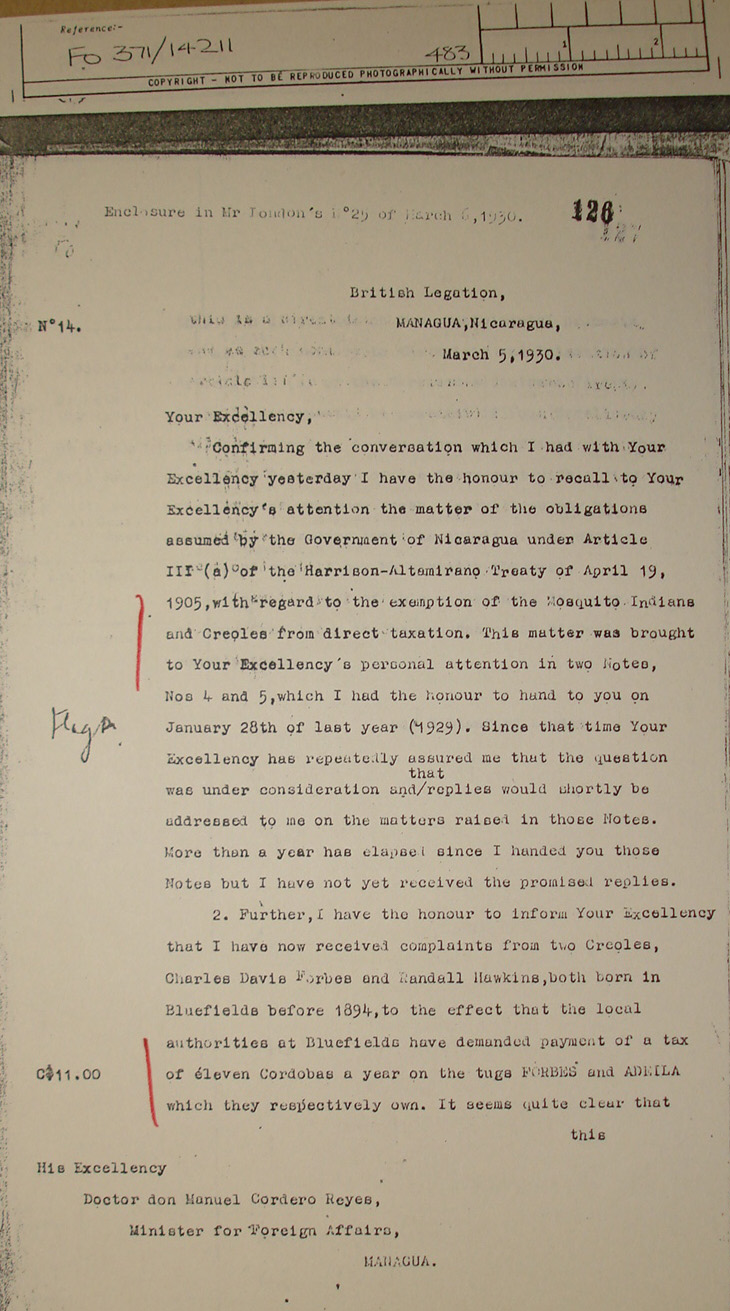 Reference:-
FO 371/14211
483
1
2
COPYRIGHT - NOT TO BE REPRODUCED PHOTOGRAPHICALLY WITHOUT PERMISSION
Enclosure in Mr London's N°29 of March 6,1930.
126
127
British Legation,
N°14.
MANAGUA,Nicaragua,
March 5,1930.
Your Excellency,
Confirming the conversation which I had with Your
Excellency yesterday I have the honour to recall to Your
Excellency's attention the matter of the obligations
assumed by the Government of Nicaragua under Article
III (a) of the Harrison-Altamirano Treaty of April 19,
1905,with regard to the exemption of the Mosquito Indians
and Creoles from direct taxation. This matter was brought
to Your Excellency's personal attention in two Notes,
Nos 4 and 5,which I had the honour to hand to you on
January 28th of last year (1929). Since that time Your
Excellency has repeatedly assured me that the question
that
was under consideration and/replies would shortly be
addressed to me on the matters raised in those Notes.
More than a year has elapsed since I handed you those
Notes but I have not yet received the promised replies.
2. Further,I have the honour to inform Your Excellency
that I have now received complaints from two Creoles,
Charles Davis Forbes and Randall Hawkins,both born in
Bluefields before 1894,to the effect that the local
authorities at Bluefields have demanded payment of a tax
C$11.00
of eleven Cordobas a year on the tugs FORBES and ADELLA
which they respectively own. It seems quite clear that
this
His Excellency
Doctor don Manuel Cordero Reyes,
Minister for Foreign Affairs,
MANAGUA.